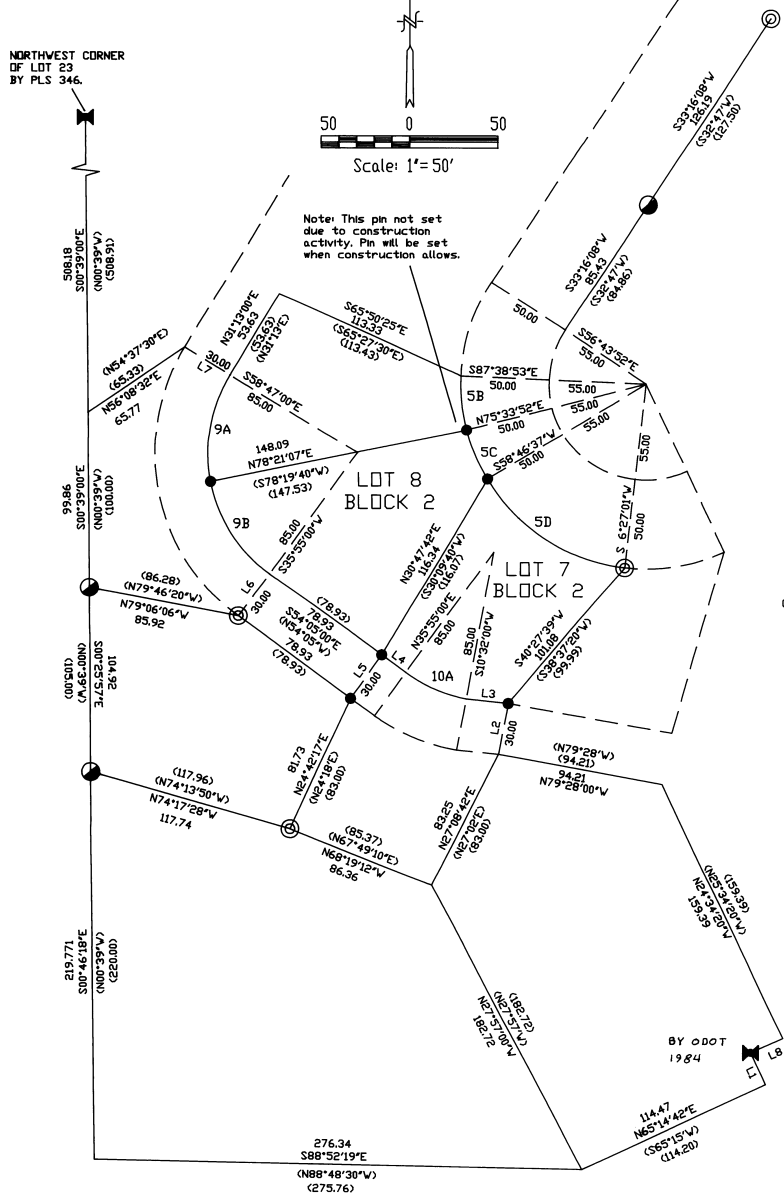 NORTHWEST CORNER
OF LOT 23
BY PLS 346.
N
50 0 50
Scale: 1"= 50'
Note: This pin not set
due to construction
activity. Pin will be set
when construction allows.
S33°16'08"W
126.19
(S32°47'W)
(127.50)
S33°16'08"W
85.43
(S32°47'W)
(84.86)
508.18
S00°39'00"E
(N00°39'W)
(508.91)
N31°13'00"E
53.63
(53.63)
(N31°13'E)
S65°50'25"E
113.33
(S65°27'30"E)
(113.43)
50.00
S56°43'52"E
55.00
(N54°37'30"E)
(65.33)
N56°08'32"E
65.77
30.00
L7
S58°47'00"E
85.00
S87°38'53"E
50.00
55.00
5B
N75°33'52"E
50.00
55.00
9A
148.09
N78°21'07"E
(S78°19'40"W)
(147.53)
5C
S58°46'37"W
50.00
55.00
55.00
LOT 8
BLOCK 2
99.86
S00°39'00"E
(N00°39'W)
(100.00)
9B
85.00
S35°55'00"W
5D
S 6°27'01"W
50.00
N30°47'42"E
116.34
(S30°09'40"W)
(116.07)
LOT 7
BLOCK 2
(86.28)
(N79°46'20"W)
N79°06'06"W
85.92
L6
30.00
(78.93)
78.93
S54°05'00"E
(N54°05'W)
78.93
(78.93)
N35°55'00"E
85.00
85.00
S10°32'00"W
S40°27'39"W
101.08
(S38°37'20"W)
(99.99)
104.92
S00°25'57"E
(N00°39'W)
(105.00)
L5
30.00
L4
10A
L3
L2
30.00
81.73
N24°42'17"E
(N24°18'E)
(83.00)
(N79°28'W)
(94.21)
94.21
N79°28'00"W
(117.96)
(N74°13'50"W)
N74°17'28"W
117.74
83.25
N27°08'42"E
(N27°02'E)
(83.00)
(85.37)
(N67°49'10"E)
N68°19'12"W
86.36
(159.39)
(N25°34'20"W)
N24°34'20"W
159.39
219.771
S00°46'18"E
(N00°39'W)
(220.00)
(182.72)
(N27°57'W)
N27°57'00"W
182.72
BY ODOT
1984
L8
L1
114.47
N65°14'42"E
(S65°15'W)
(114.20)
276.34
S88°52'19"E
(N88°48'30"W)
(275.76)